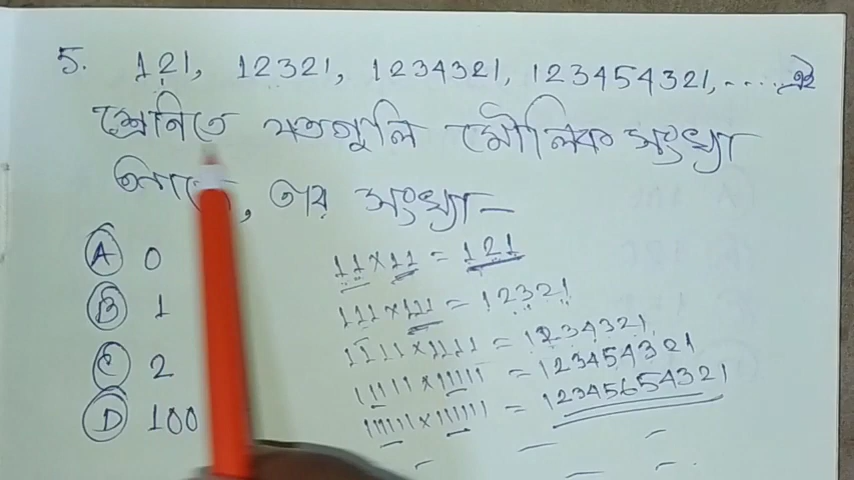 5. 121, 12321, 1234321, 123454321, .... এই
শ্রেনিতে যতগুলি মৌলিক সংখ্যা
, তার সংখ্যা—
A 0
11 × 11 = 121
B 1
111 × 111 = 12321
1111 × 1111 = 1234321
C 2
11111 × 11111 = 123454321
D 100
111111 × 111111 = 12345654321